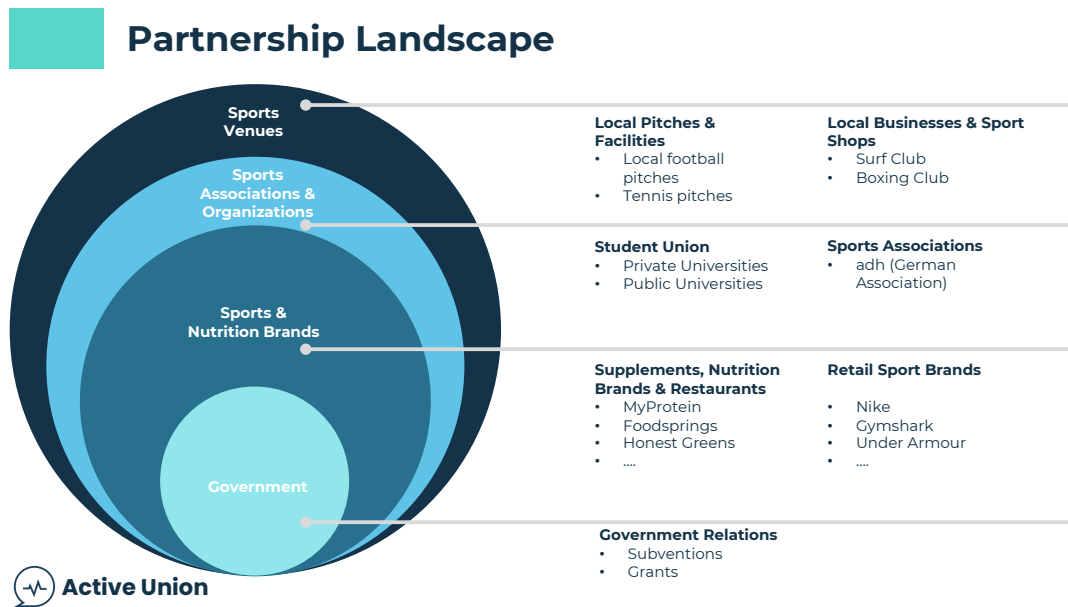 Partnership Landscape
Sports
Venues
Sports
Associations &
Organizations
Sports &
Nutrition Brands
Government
Local Pitches &
Facilities
• Local football
pitches
• Tennis pitches
Local Businesses & Sport
Shops
• Surf Club
• Boxing Club
Student Union
• Private Universities
• Public Universities
Sports Associations
• adh (German
Association)
Supplements, Nutrition
Brands & Restaurants
• MyProtein
• Foodsprings
• Honest Greens
• ....
Retail Sport Brands
• Nike
• Gymshark
• Under Armour
• ....
Government Relations
• Subventions
• Grants
Active Union